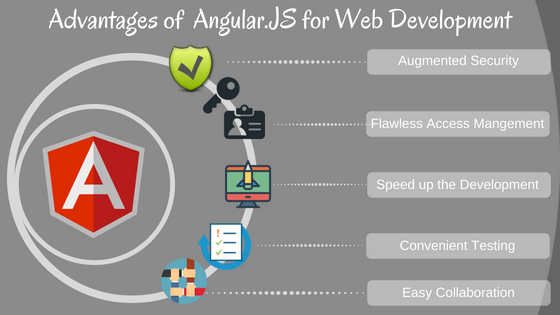 Advantages of Angular.JS for Web Development
Augmented Security
Flawless Access Mangement
Speed up the Development
Convenient Testing
Easy Collaboration